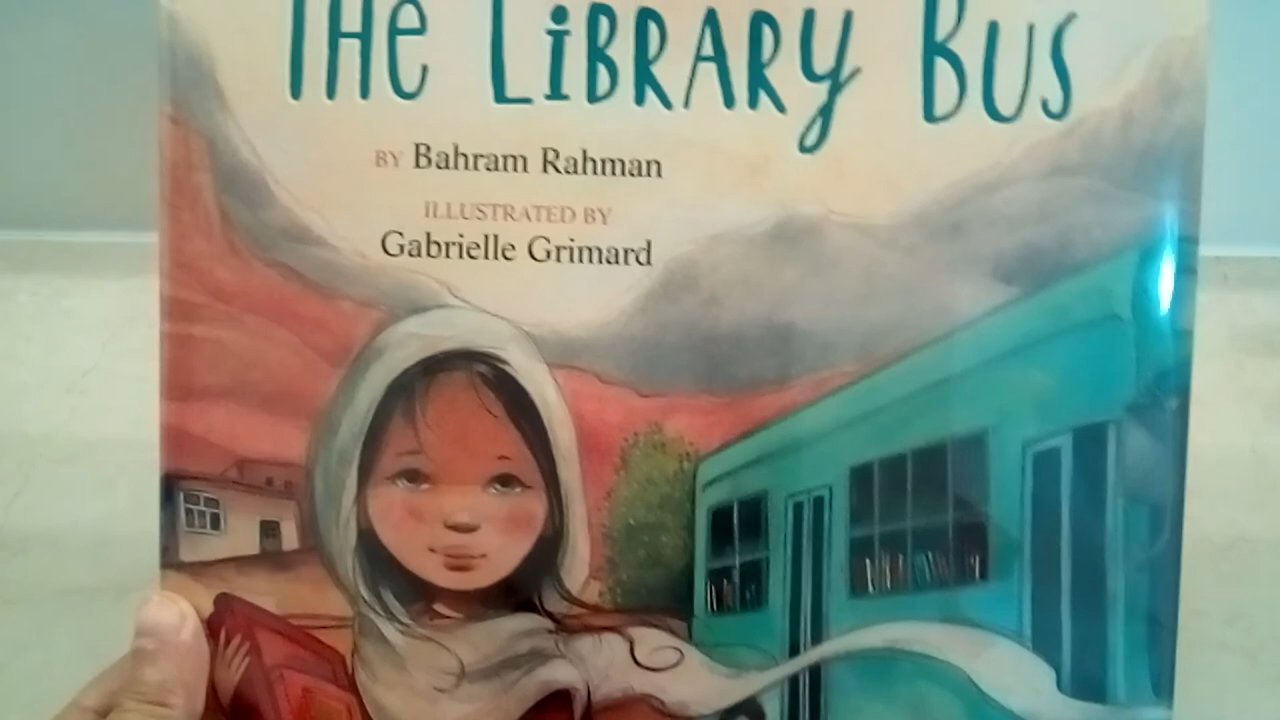 THE LiBRARY BUS
BY Bahram Rahman
ILLUSTRATED BY
Gabrielle Grimard